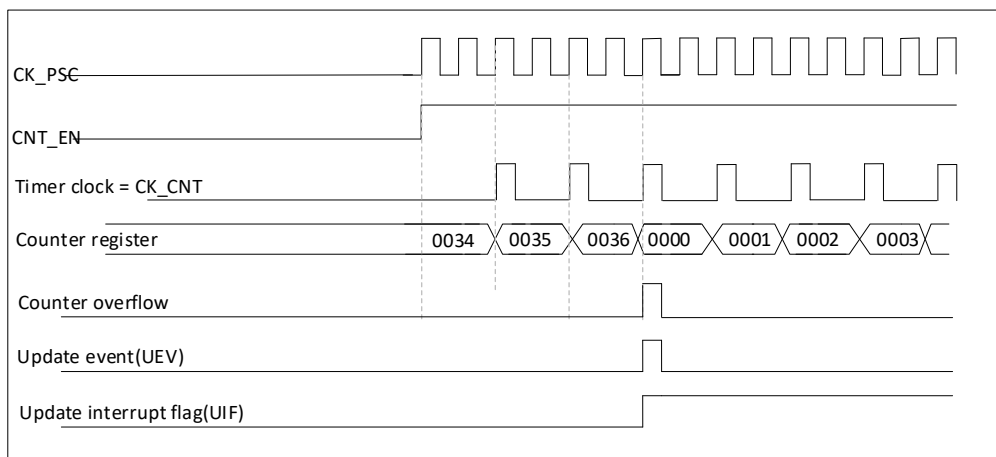 CK_PSC
CNT_EN
Timer clock = CK_CNT
Counter register 0034 0035 0036 0000 0001 0002 0003
Counter overflow
Update event(UEV)
Update interrupt flag(UIF)